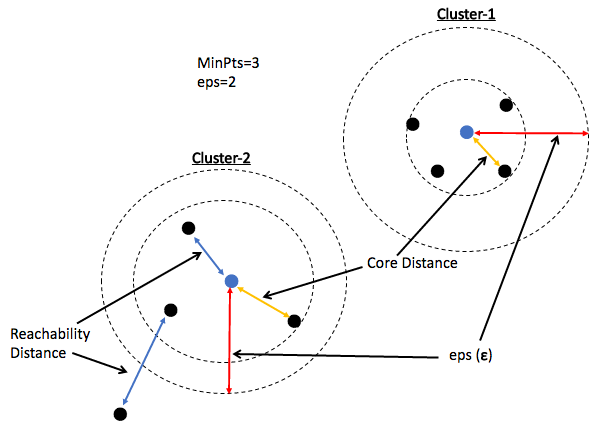 Cluster-1
MinPts=3
eps=2
Cluster-2
Core Distance
Reachability
Distance
eps (ε)